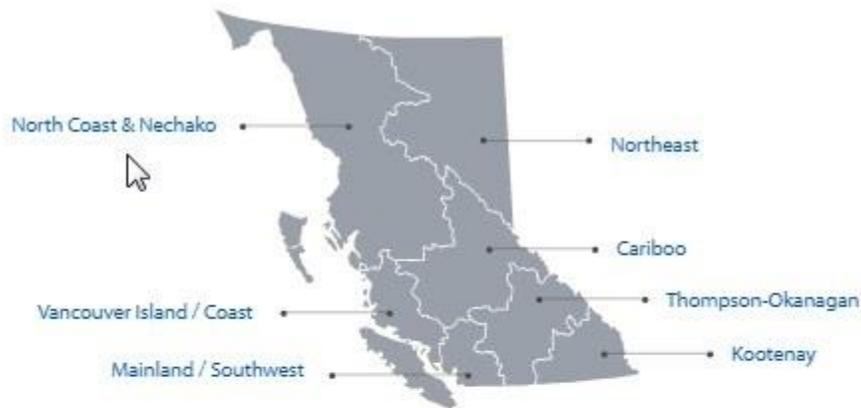 North Coast & Nechako
Northeast
Cariboo
Thompson-Okanagan
Vancouver Island / Coast
Kootenay
Mainland / Southwest